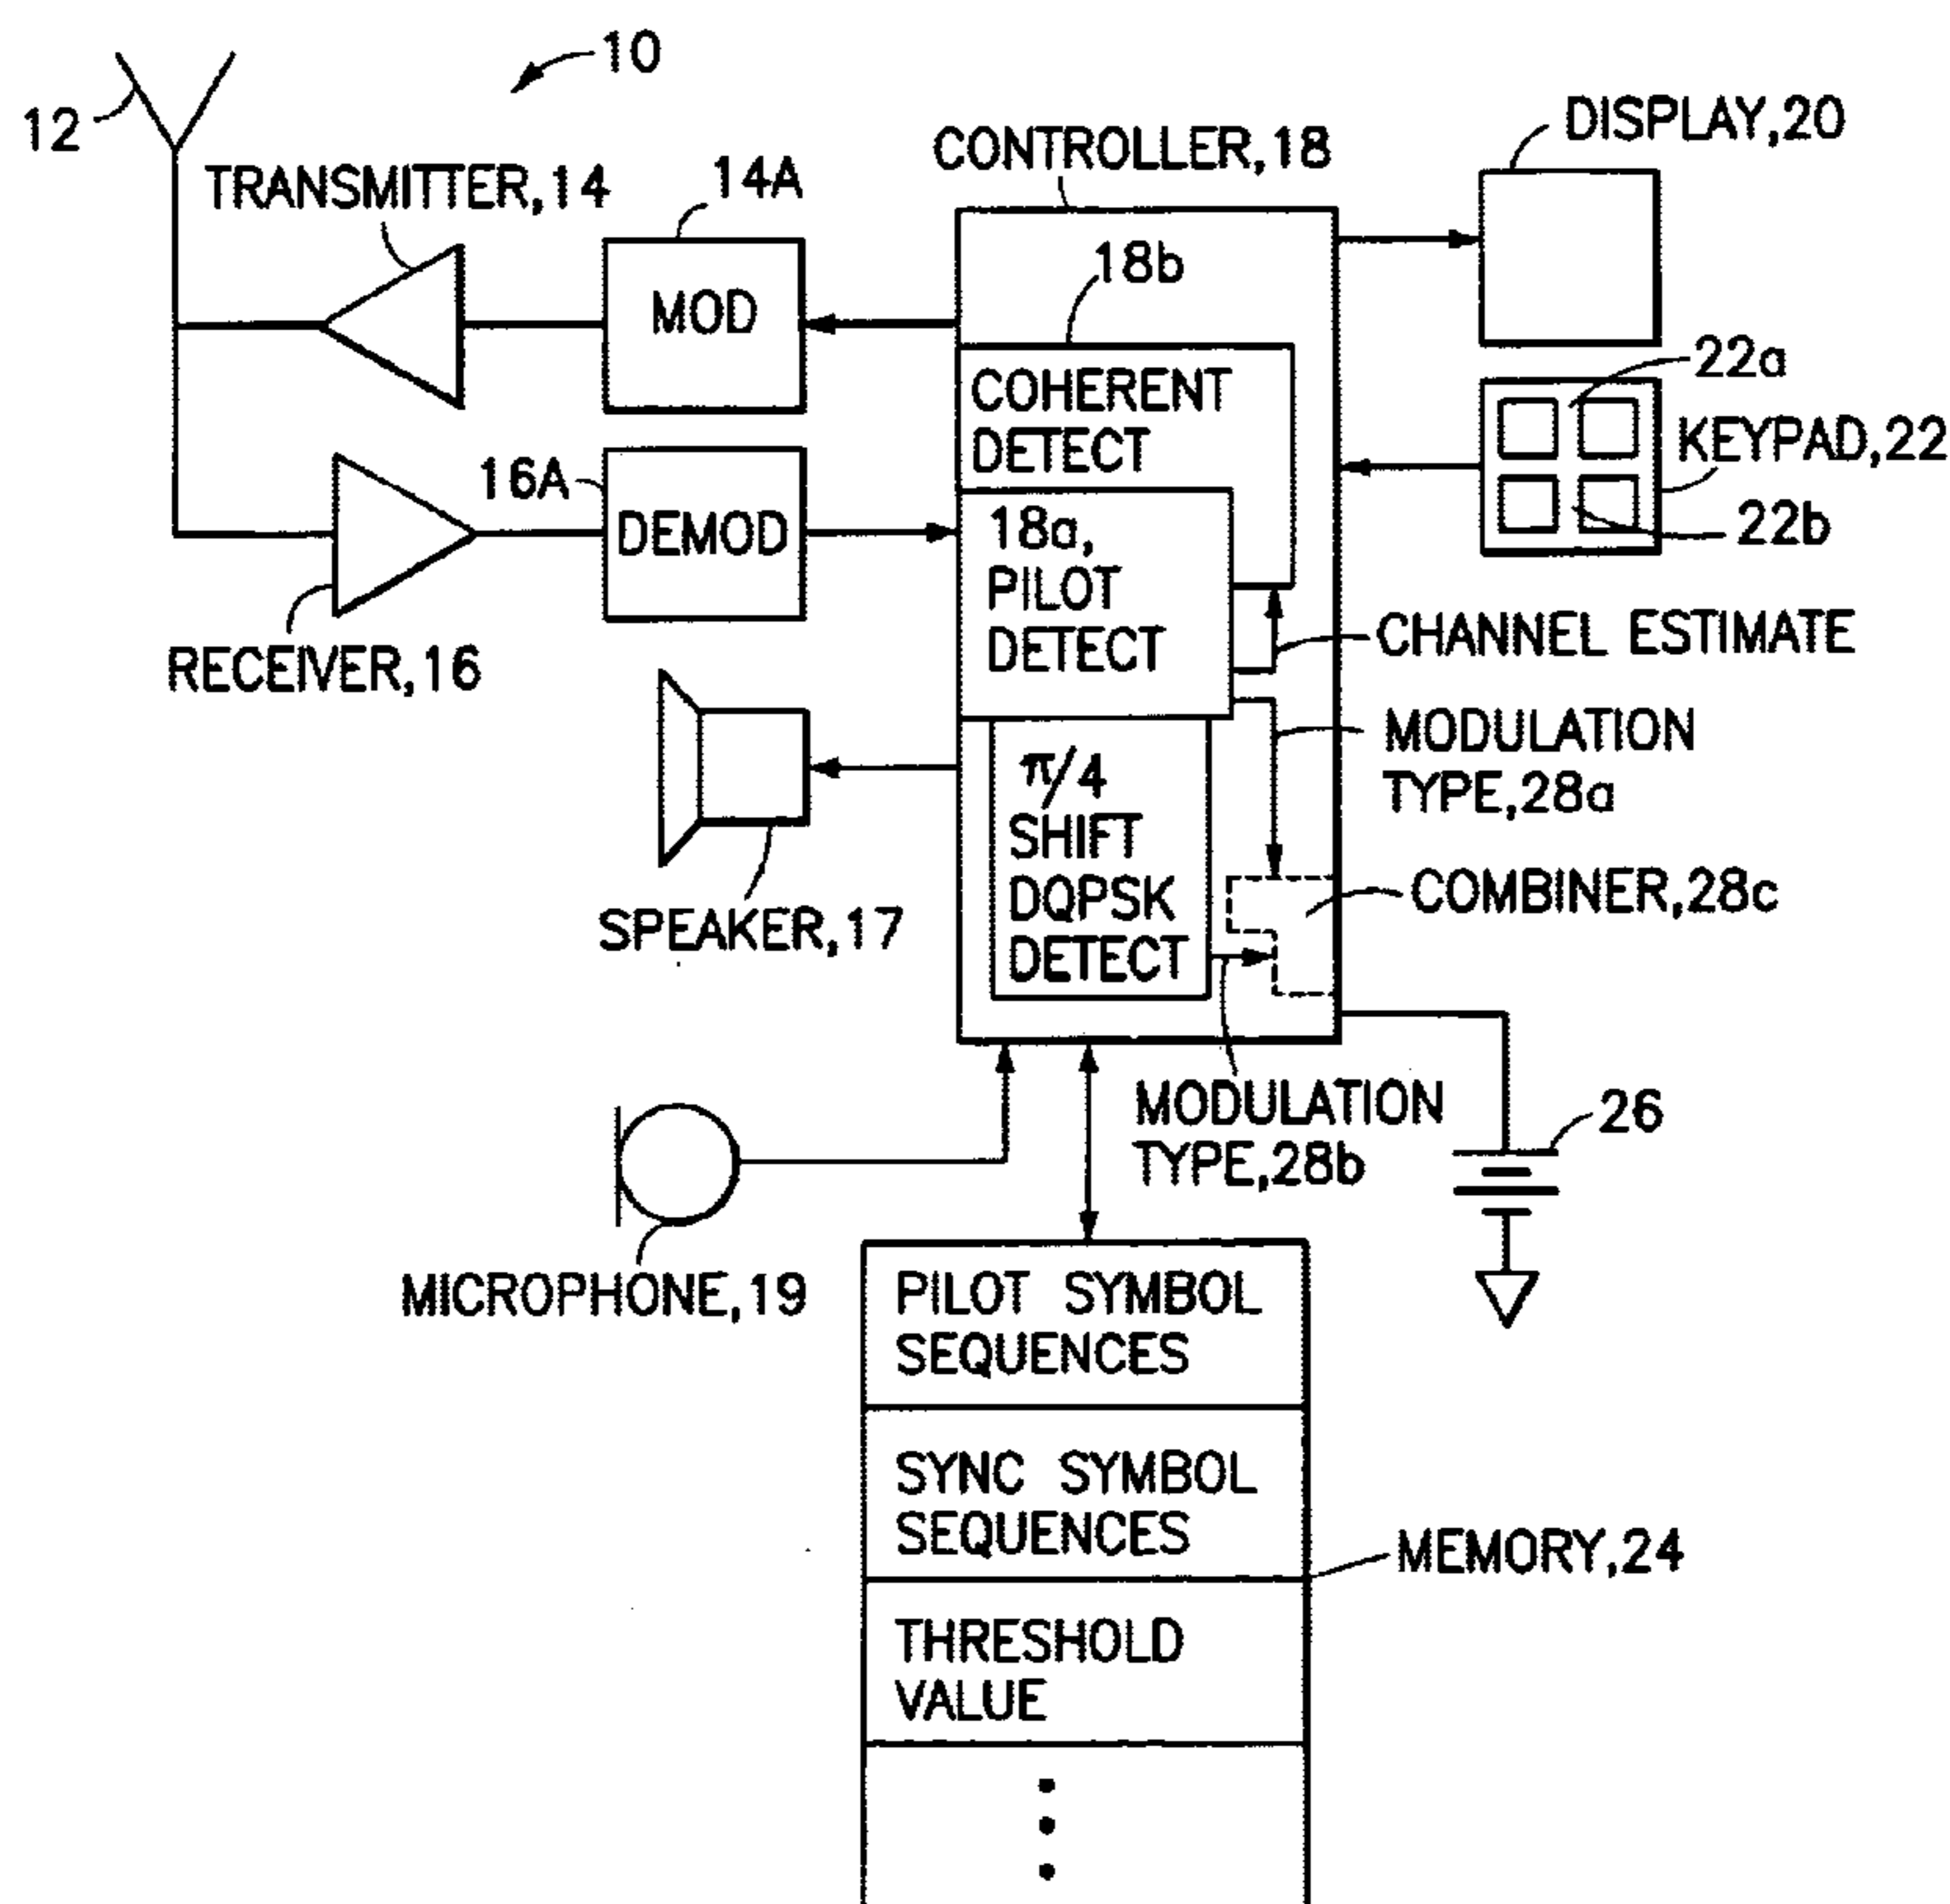 10
12
DISPLAY,20
CONTROLLER,18
TRANSMITTER,14
14A
MOD
18b
COHERENT
DETECT
22a
KEYPAD,22
22b
16A
DEMOD
18a,
PILOT
DETECT
RECEIVER,16
CHANNEL ESTIMATE
MODULATION
TYPE,28a
π/4
SHIFT
DQPSK
DETECT
COMBINER,28c
SPEAKER,17
MODULATION
TYPE,28b
26
MICROPHONE,19
PILOT SYMBOL
SEQUENCES
SYNC SYMBOL
SEQUENCES
MEMORY,24
THRESHOLD
VALUE